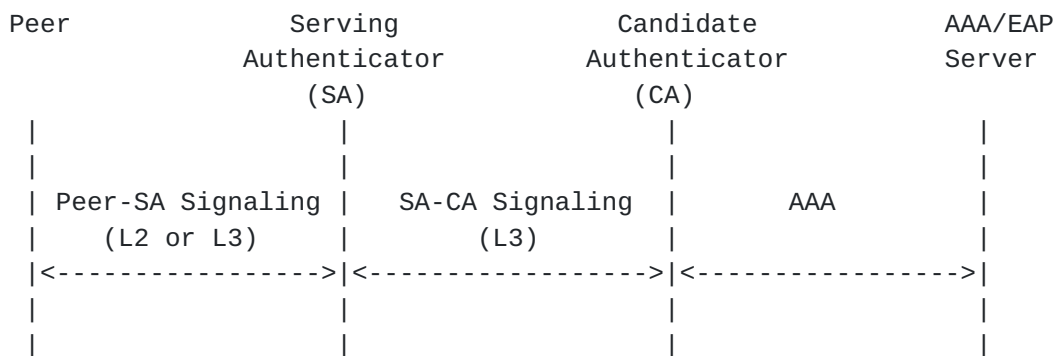 Peer Serving Candidate AAA/EAP
Authenticator Authenticator Server
(SA) (CA)
Peer-SA Signaling SA-CA Signaling AAA
(L2 or L3) (L3)